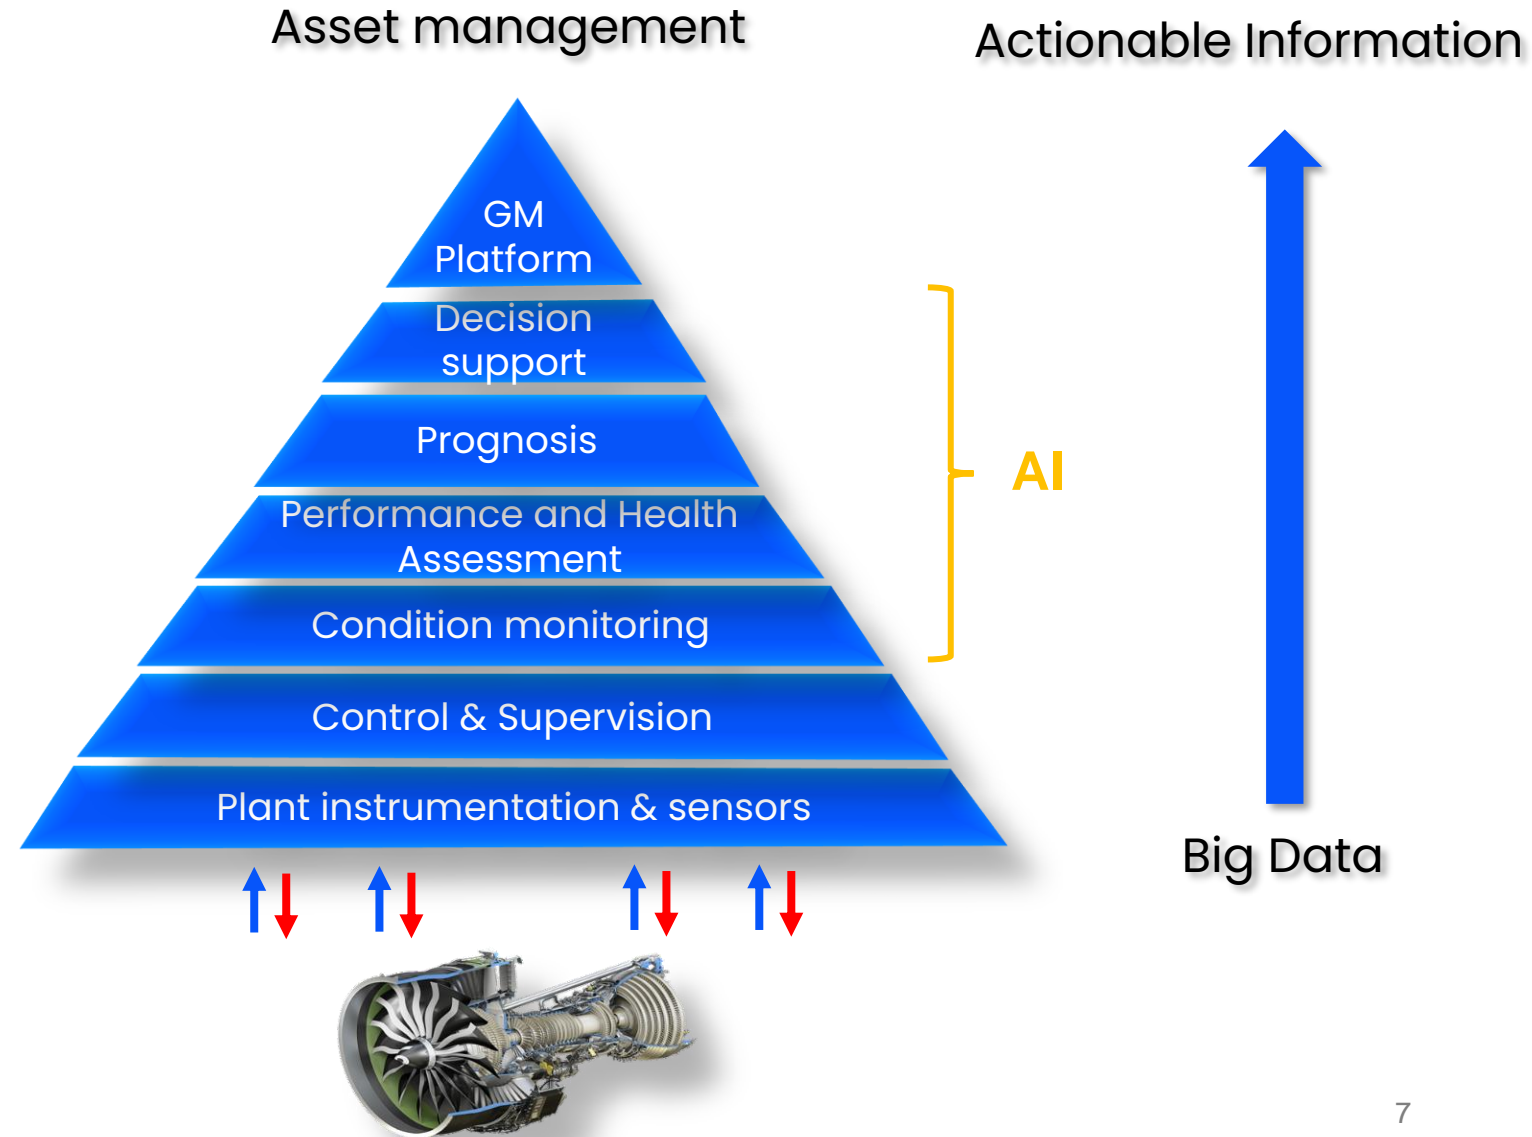 Asset management
Actionable Information
GM
Platform
Decision
support
Prognosis
Performance and Health
Assessment
Condition monitoring
Control & Supervision
Plant instrumentation & sensors
AI
Big Data
7